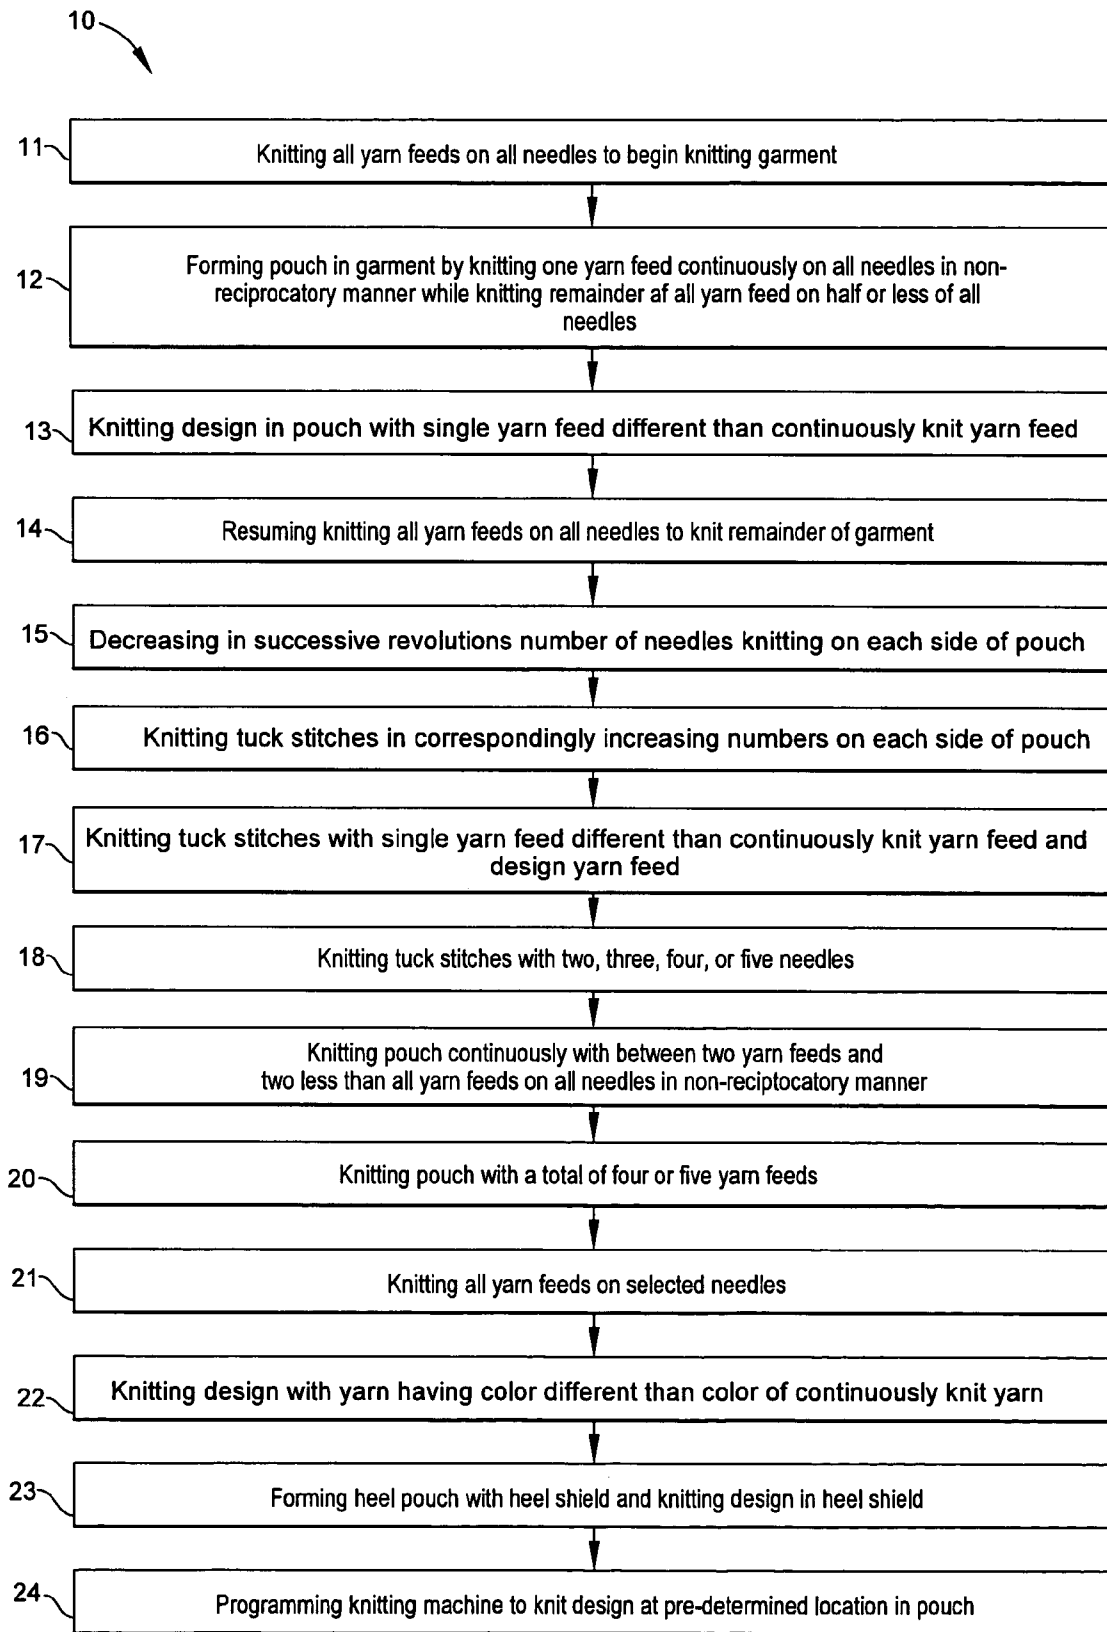 10
11
Knitting all yarn feeds on all needles to begin knitting garment
12
Forming pouch in garment by knitting one yarn feed continuously on all needles in non-
reciprocatory manner while knitting remainder af all yarn feed on half or less of all
needles
13
Knitting design in pouch with single yarn feed different than continuously knit yarn feed
14
Resuming knitting all yarn feeds on all needles to knit remainder of garment
15
Decreasing in successive revolutions number of needles knitting on each side of pouch
16
Knitting tuck stitches in correspondingly increasing numbers on each side of pouch
17
Knitting tuck stitches with single yarn feed different than continuously knit yarn feed and
design yarn feed
18
Knitting tuck stitches with two, three, four, or five needles
19
Knitting pouch continuously with between two yarn feeds and
two less than all yarn feeds on all needles in non-reciptocatory manner
20
Knitting pouch with a total of four or five yarn feeds
21
Knitting all yarn feeds on selected needles
22
Knitting design with yarn having color different than color of continuously knit yarn
23
Forming heel pouch with heel shield and knitting design in heel shield
24
Programming knitting machine to knit design at pre-determined location in pouch